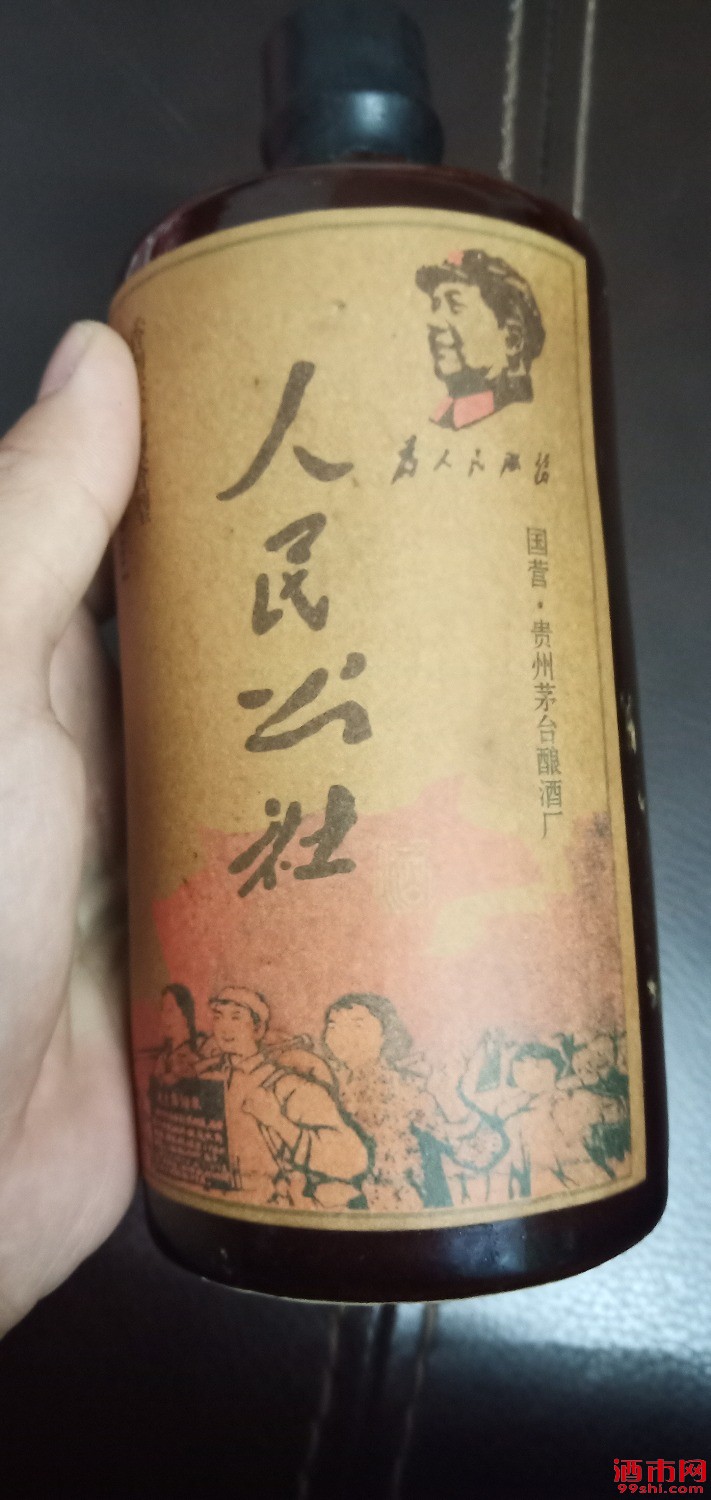 人民公社
为人民服务
国营·贵州茅台酿酒厂
酒市网
99shi.com